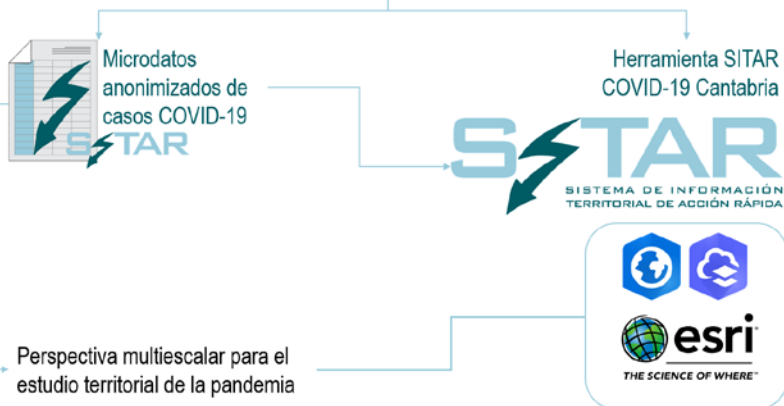 Microdatos
anonimizados de
casos COVID-19
SITAR
Herramienta SITAR
COVID-19 Cantabria
SITAR
SISTEMA DE INFORMACIÓN
TERRITORIAL DE ACCIÓN RÁPIDA
esri
THE SCIENCE OF WHERE™
Perspectiva multiescalar para el
estudio territorial de la pandemia